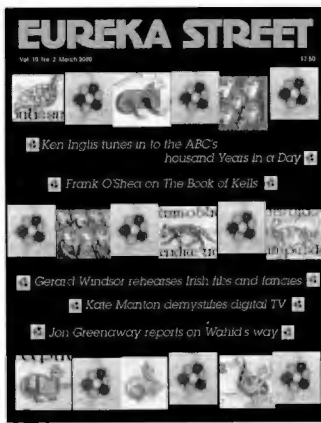 EUREKA STREET
Vol. 10 No. 2 March 2000
$7.50
Ken Inglis tunes in to the ABC's
housand Years in a Day
Frank O'Shea on The Book of Kells
Gerard Windsor rehearses Irish fibs and fancies
Kate Manton demystifies digital TV
Jon Greenaway reports on Wahid's way